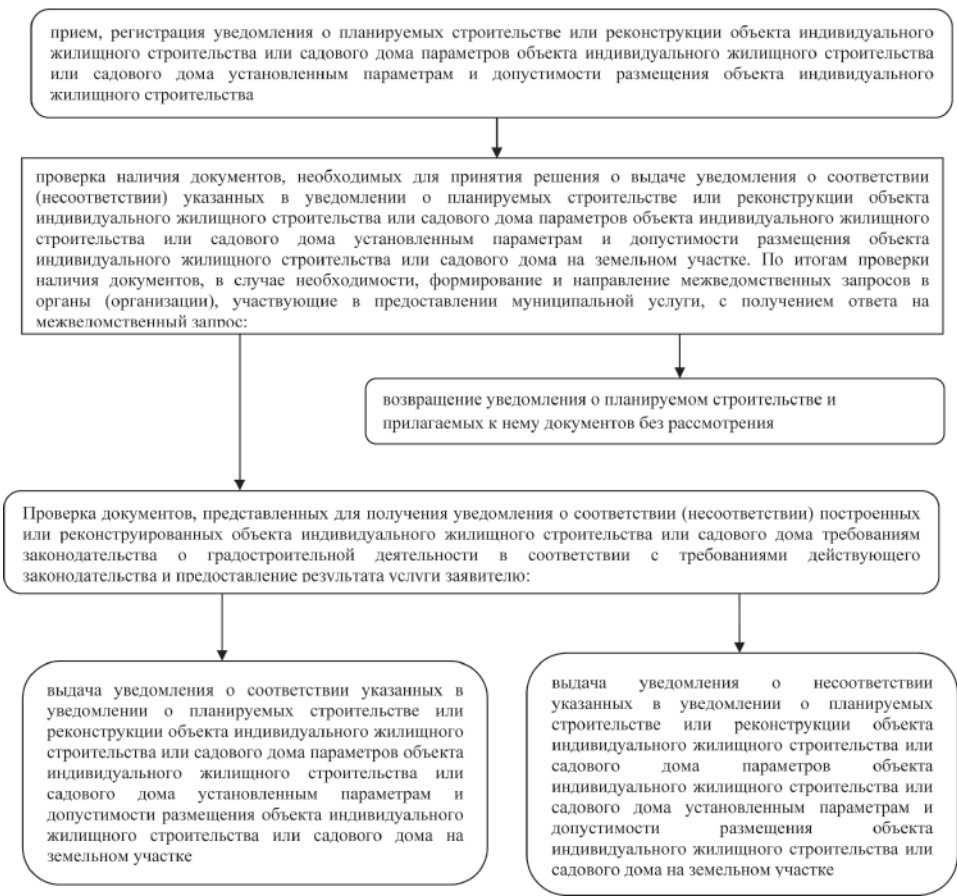 прием, регистрация уведомления о планируемых строительстве или реконструкции объекта индивидуального
жилищного строительства или садового дома параметров объекта индивидуального жилищного строительства
или садового дома установленным параметрам и допустимости размещения объекта индивидуального
жилищного строительства
проверка наличия документов, необходимых для принятия решения о выдаче уведомления о соответствии
(несоответствии) указанных в уведомлении о планируемых строительстве или реконструкции объекта
индивидуального жилищного строительства или садового дома параметров объекта индивидуального жилищного
строительства или садового дома установленным параметрам и допустимости размещения объекта
индивидуального жилищного строительства или садового дома на земельном участке. По итогам проверки
наличия документов, в случае необходимости, формирование и направление межведомственных запросов в
органы (организации), участвующие в предоставлении муниципальной услуги, с получением ответа на
межведомственный запрос:
возвращение уведомления о планируемом строительстве и
прилагаемых к нему документов без рассмотрения
Проверка документов, представленных для получения уведомления о соответствии (несоответствии) построенных
или реконструированных объекта индивидуального жилищного строительства или садового дома требованиям
законодательства о градостроительной деятельности в соответствии с требованиями действующего
законодательства и предоставление результата услуги заявителю:
выдача уведомления о соответствии указанных в
уведомлении о планируемых строительстве или
реконструкции объекта индивидуального жилищного
строительства или садового дома параметров объекта
индивидуального жилищного строительства или
садового дома установленным параметрам и
допустимости размещения объекта индивидуального
жилищного строительства или садового дома на
земельном участке
выдача уведомления о несоответствии
указанных в уведомлении о планируемых
строительстве или реконструкции объекта
индивидуального жилищного строительства или
садового дома параметров объекта
индивидуального жилищного строительства или
садового дома установленным параметрам и
допустимости размещения объекта
индивидуального жилищного строительства или
садового дома на земельном участке